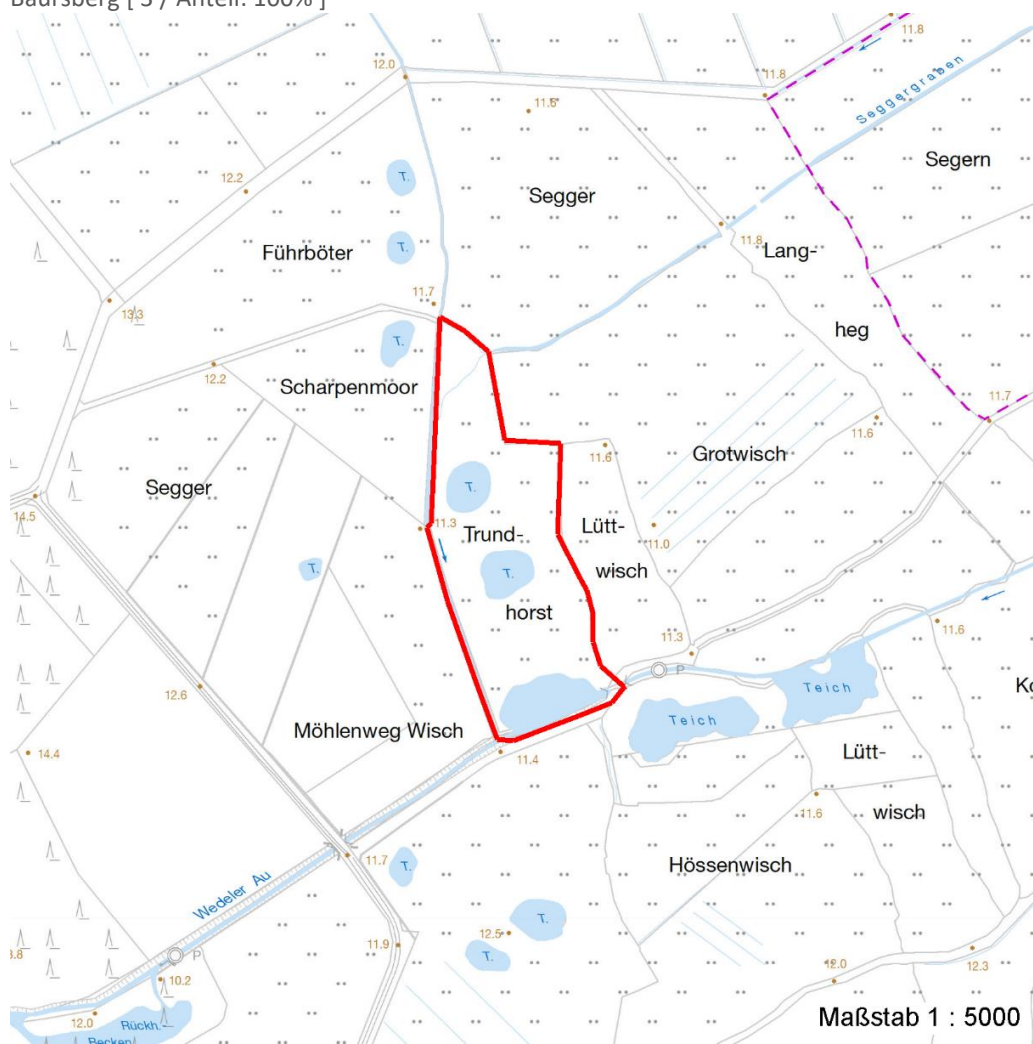 Baursberg [ 3 / Anteil: 100% ]
11.8
12.0
11.8
11.6
Seggergraben
Segern
T.
12.2
Segger
11.8
Führböter
T.
Lang-
13.3
11.7
heg
T.
12.2
Scharpenmoor
11.7
11.6
11.6
Grotwisch
Segger
T.
14.5
11.3
Trund-
Lütt-
11.0
T.
T.
wisch
horst
11.6
11.3
P
12.6
Teich
Teich
Möhlenweg Wisch
14.4
11.4
Lütt-
11.6
wisch
11.7
T.
Hössenwisch
Wedeler Au
T.
12.5
11.9
P
T.
12.3
10.2
12.0
12.0
Rückh.-
Becken
Maßstab 1 : 5000